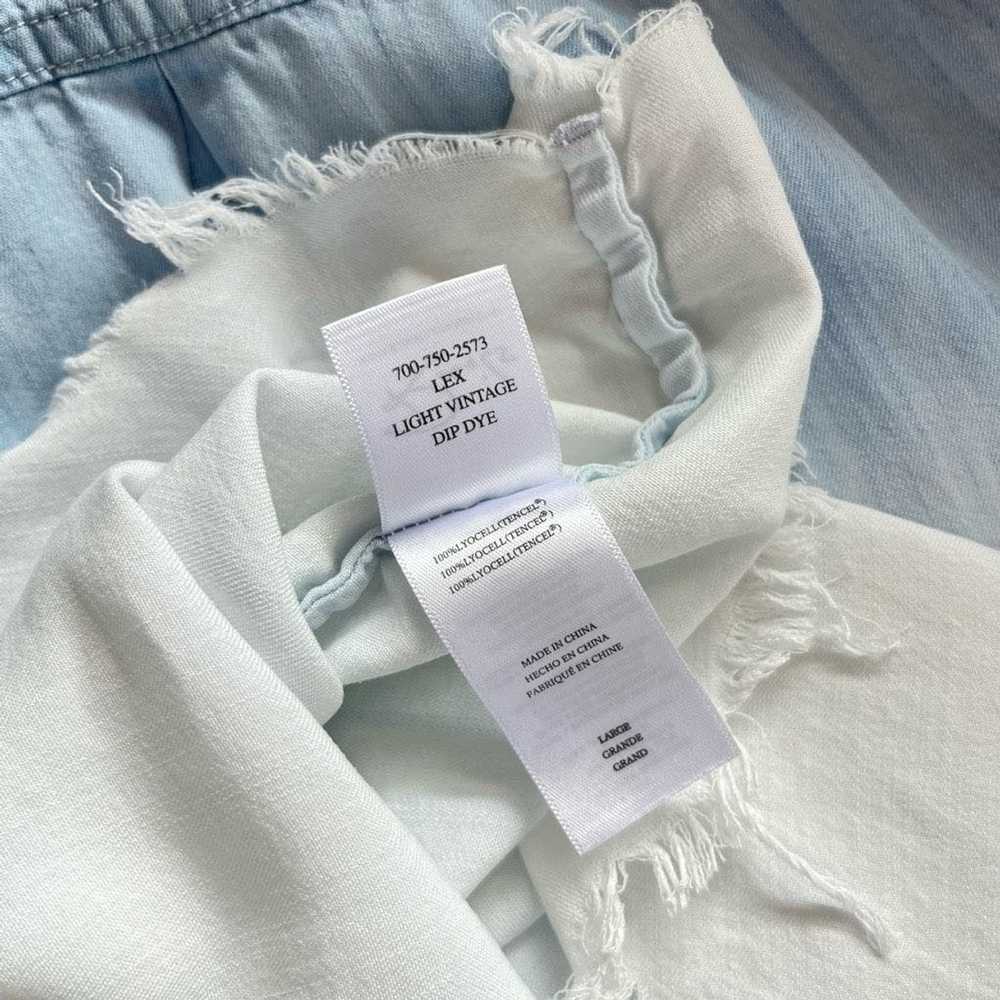 700-750-2573
LEX
LIGHT VINTAGE
DIP DYE
100%LYOCELL(TENCEL®)
100%LYOCELL(TENCEL®)
100%LYOCELL(TENCEL®)
MADE IN CHINA
HECHO EN CHINA
FABRIQUÉ EN CHINE
LARGE
GRANDE
GRAND